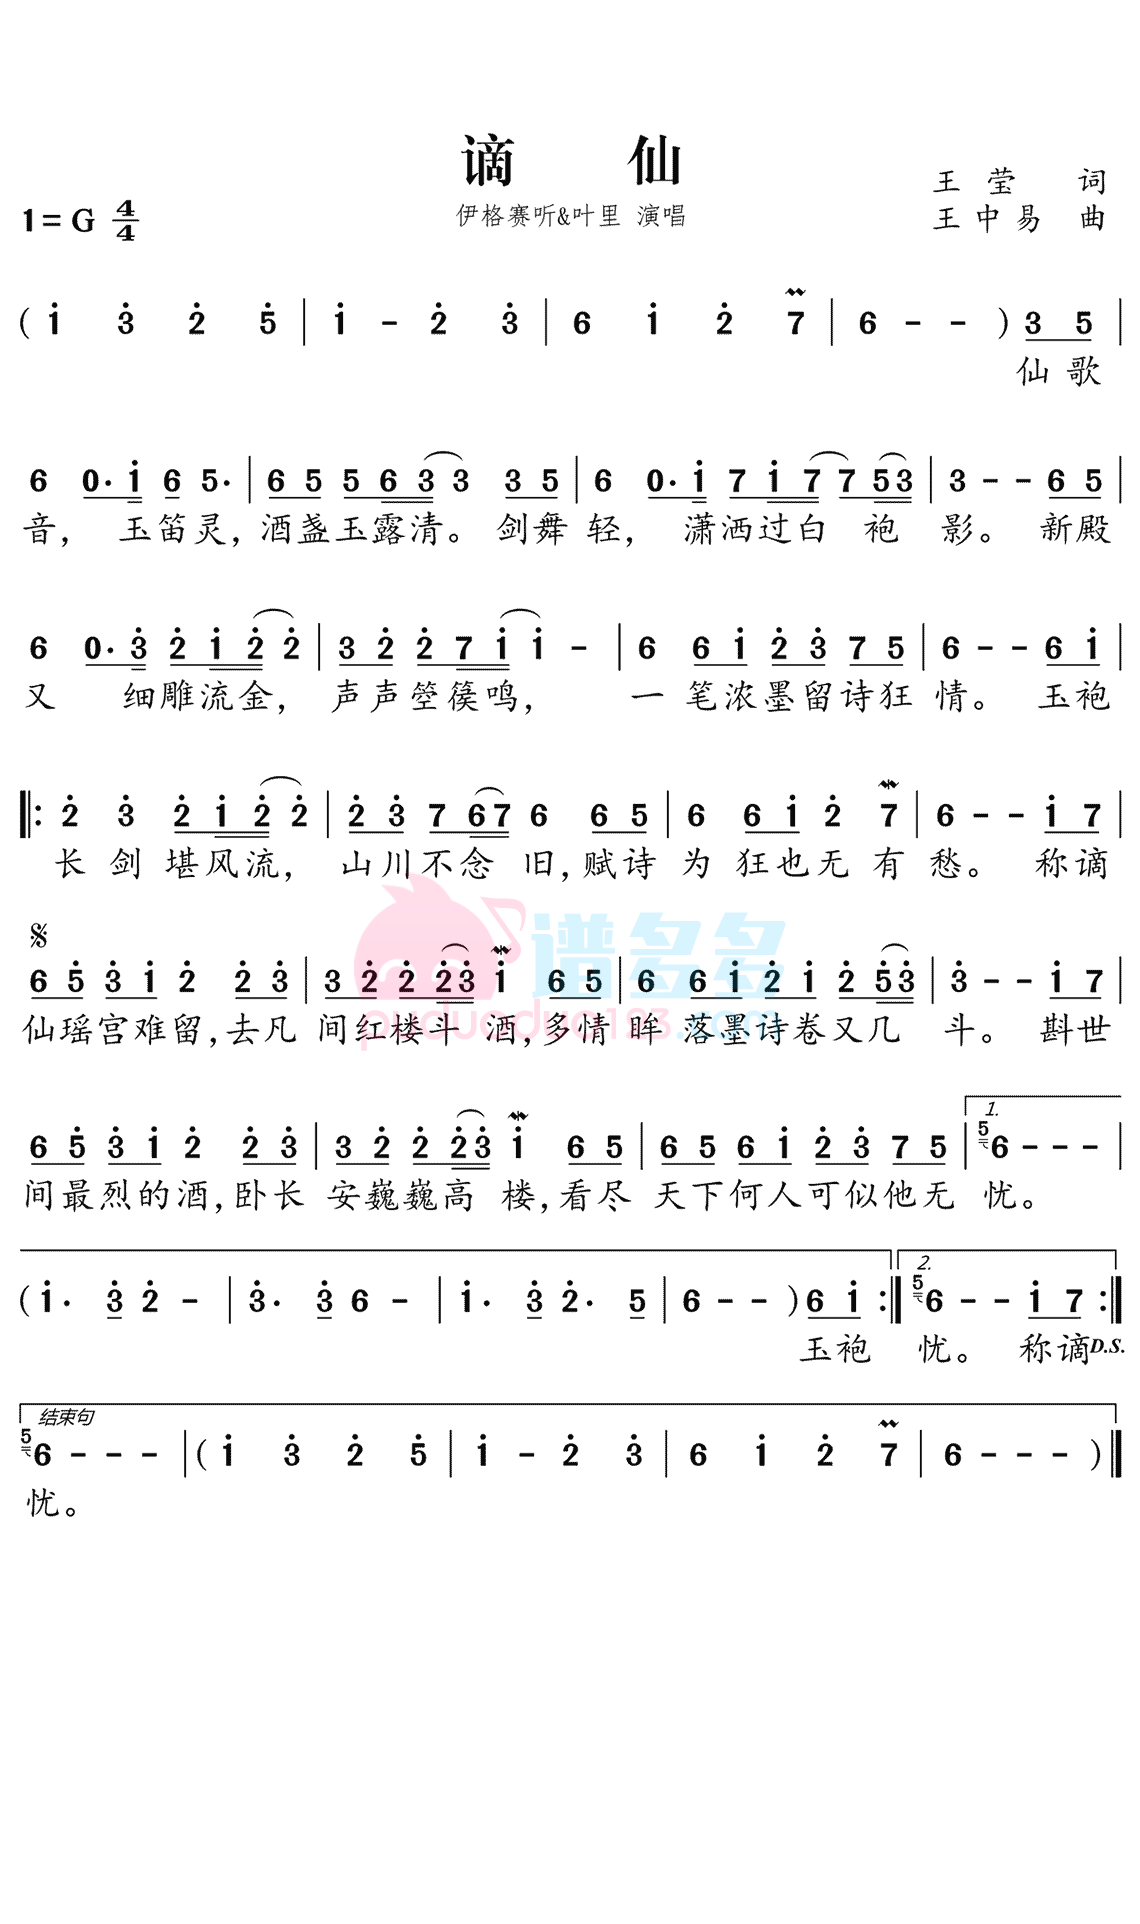 谪 仙
王 莹 词
1= G 4/4
伊格赛听&叶里 演唱
王 中 易 曲
( i 3̇ 2̇ 5̇ | i - 2̇ 3̇ | 6 i 2̇ 7 | 6 - - ) 3 5 |
仙 歌
6 0· i 6 5· | 6 5 5 6 3 3 3 5 | 6 0· i 7 i 7 7 5 3 | 3 - - 6 5 |
音, 玉笛灵,酒盏玉露清。 剑舞 轻, 潇洒过白 袍 影。 新殿
6 0· 3̇ 2̇ i 2̇ 2̇ | 3 2̇ 2̇ 7 i i - | 6 6 i 2̇ 3̇ 7 5 | 6 - - 6 i |
又 细雕流金, 声声箜篌鸣, 一 笔浓墨留诗狂 情。 玉袍
‖: 2̇ 3̇ 2̇ i 2̇ 2̇ | 2̇ 3̇ 7 6 7 6 6 5 | 6 6 i 2̇ 7 | 6 - - i 7 |
长 剑 堪风流, 山川不念 旧,赋诗 为 狂也无 有 愁。 称谪
谱多多
6 5̇ 3̇ i 2̇ 2̇ 3̇ | 3 2̇ 2̇ 2̇ 3̇ i 6 5 | 6 6 i 2̇ i 2̇ 5̇ 3̇ | 3̇ - - i 7 |
仙瑶宫难留,去凡 间红楼斗 酒,多情 眸 落墨诗卷又几 斗。 斟世
puduoduo123.com
1.
6 5̇ 3̇ i 2̇ 2̇ 3̇ | 3 2̇ 2̇ 2̇ 3̇ i 6 5 | 6 5 6 i 2̇ 3̇ 7 5 | 5 6 - - - |
间最烈的酒,卧长 安巍巍高 楼,看尽 天下何人可似他无 忧。
2.
( i· 3̇ 2̇ - | 3̇· 3̇ 6 - | i· 3̇ 2̇· 5 | 6 - - ) 6 i :‖ 5 6 - - i 7 :‖
玉袍 忧。 称谪 D.S.
结束句
5 6 - - - | ( i 3̇ 2̇ 5̇ | i - 2̇ 3̇ | 6 i 2̇ 7 | 6 - - - ) ‖
忧。